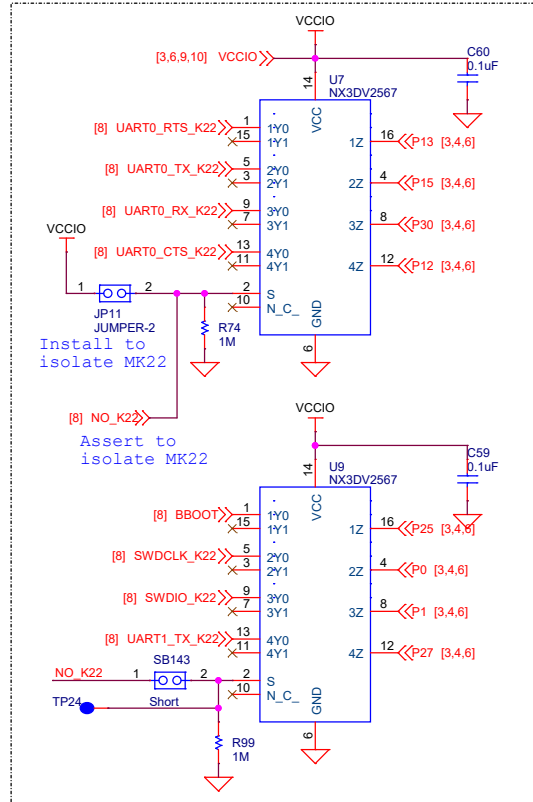 VCCIO
[3,6,9,10] VCCIO
C60
0.1uF
U7
NX3DV2567
14
VCC
[8] UART0_RTS_K22 1 1Y0
15 1Y1
1Z 16 P13 [3,4,6]
[8] UART0_TX_K22 5 2Y0
3 2Y1
2Z 4 P15 [3,4,6]
[8] UART0_RX_K22 9 3Y0
7 3Y1
3Z 8 P30 [3,4,6]
[8] UART0_CTS_K22 13 4Y0
11 4Y1
4Z 12 P12 [3,4,6]
VCCIO
1 2
2 S
10 N_C_
GND
6
JP11
JUMPER-2
R74
1M
Install to
isolate MK22
[8] NO_K22
Assert to
isolate MK22
VCCIO
C59
0.1uF
U9
NX3DV2567
14
VCC
[8] BBOOT 1 1Y0
15 1Y1
1Z 16 P25 [3,4,6]
[8] SWDCLK_K22 5 2Y0
3 2Y1
2Z 4 P0 [3,4,6]
[8] SWDIO_K22 9 3Y0
7 3Y1
3Z 8 P1 [3,4,6]
[8] UART1_TX_K22 13 4Y0
11 4Y1
4Z 12 P27 [3,4,6]
SB143
NO_K22 1 2
2 S
10 N_C_
TP24
Short
GND
6
R99
1M